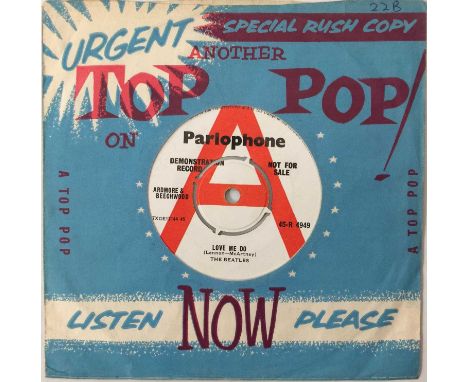 22B
SPECIAL RUSH COPY
URGENT
ANOTHER
TOP POP!
ON
A TOP POP
A TOP POP
A
Parlophone
DEMONSTRATION
RECORD
NOT FOR
SALE
ARDMORE &
BEECHWOOD
45-R 4949
LOVE ME DO
(Lennon—McArtney)
THE BEATLES
NOW
LISTEN PLEASE